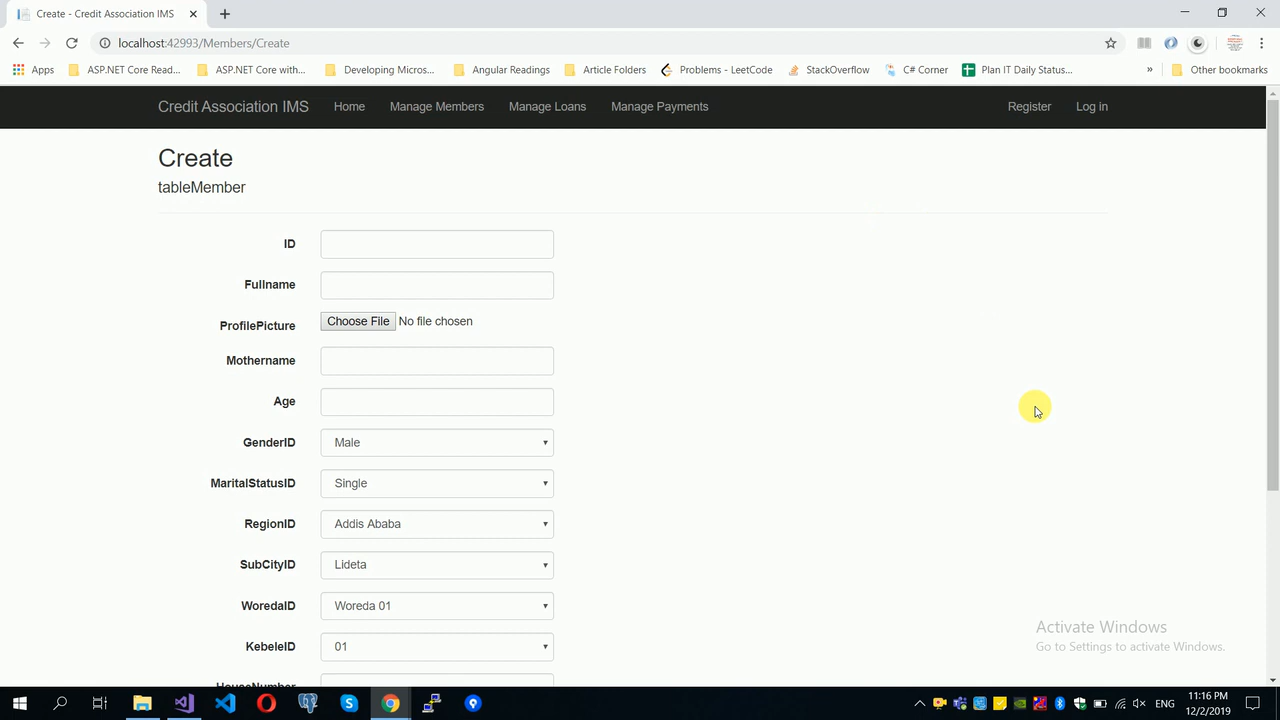 Create - Credit Association IMS
localhost:42993/Members/Create
Apps ASP.NET Core Read... ASP.NET Core with... Developing Micros... Angular Readings Article Folders Problems - LeetCode StackOverflow C# Corner Plan IT Daily Status... » Other bookmarks
Credit Association IMS Home Manage Members Manage Loans Manage Payments Register Log in
Create
tableMember
ID
Fullname
ProfilePicture Choose File No file chosen
Mothername
Age
GenderID Male
MaritalStatusID Single
RegionID Addis Ababa
SubCityID Lideta
WoredaID Woreda 01
KebeleID 01
HouseNumber
Activate Windows
Go to Settings to activate Windows.
ENG
11:16 PM
12/2/2019